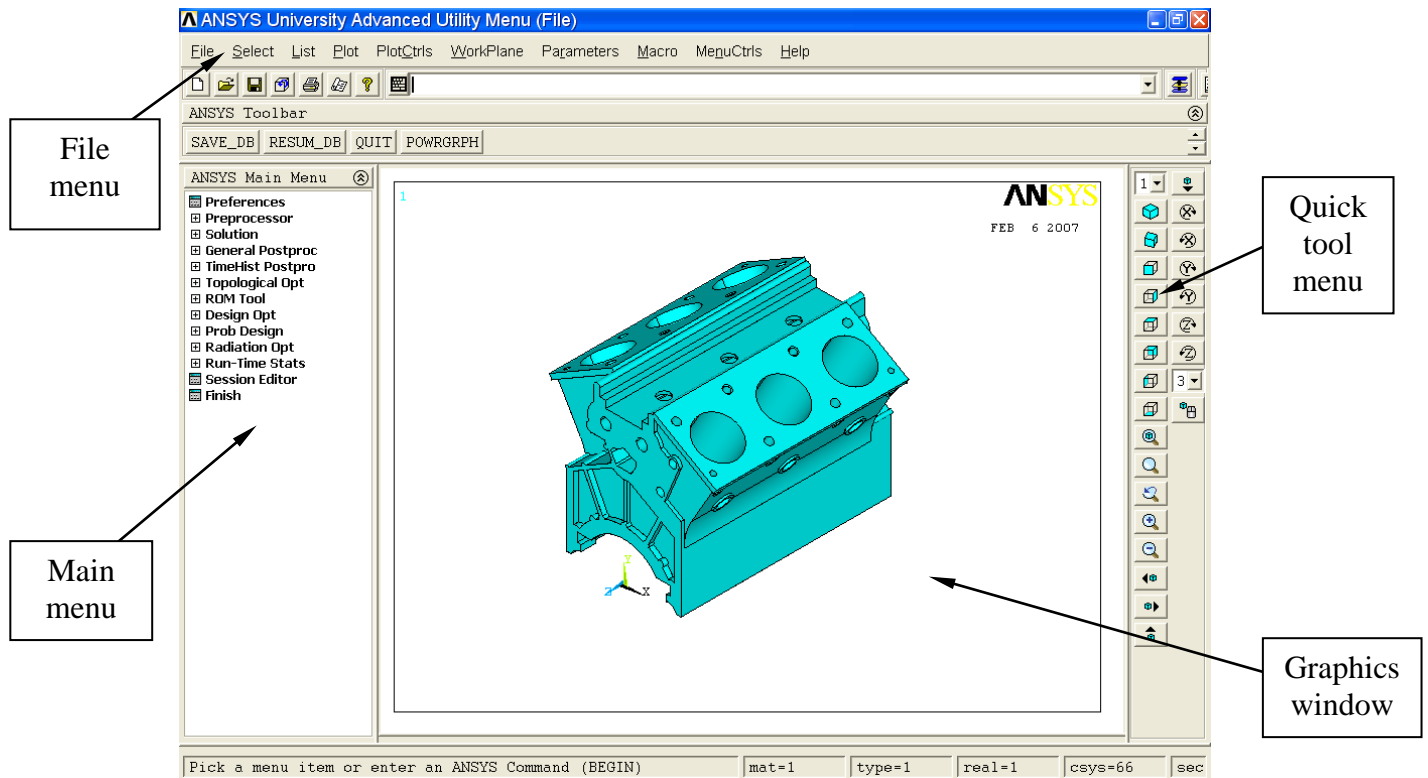 ANSYS University Advanced Utility Menu (File)
File Select List Plot PlotCtrls WorkPlane Parameters Macro MenuCtrls Help
ANSYS Toolbar
SAVE_DB RESUM_DB QUIT POWRGRPH
File
menu
ANSYS Main Menu
Preferences
Preprocessor
Solution
General Postproc
TimeHist Postpro
Topological Opt
ROM Tool
Design Opt
Prob Design
Radiation Opt
Run-Time Stats
Session Editor
Finish
Main
menu
1
ANSYS
FEB 6 2007
Y
Z
X
1
X
X
Y
Y
Z
Z
3
Quick
tool
menu
Graphics
window
Pick a menu item or enter an ANSYS Command (BEGIN) mat=1 type=1 real=1 csys=66 sec